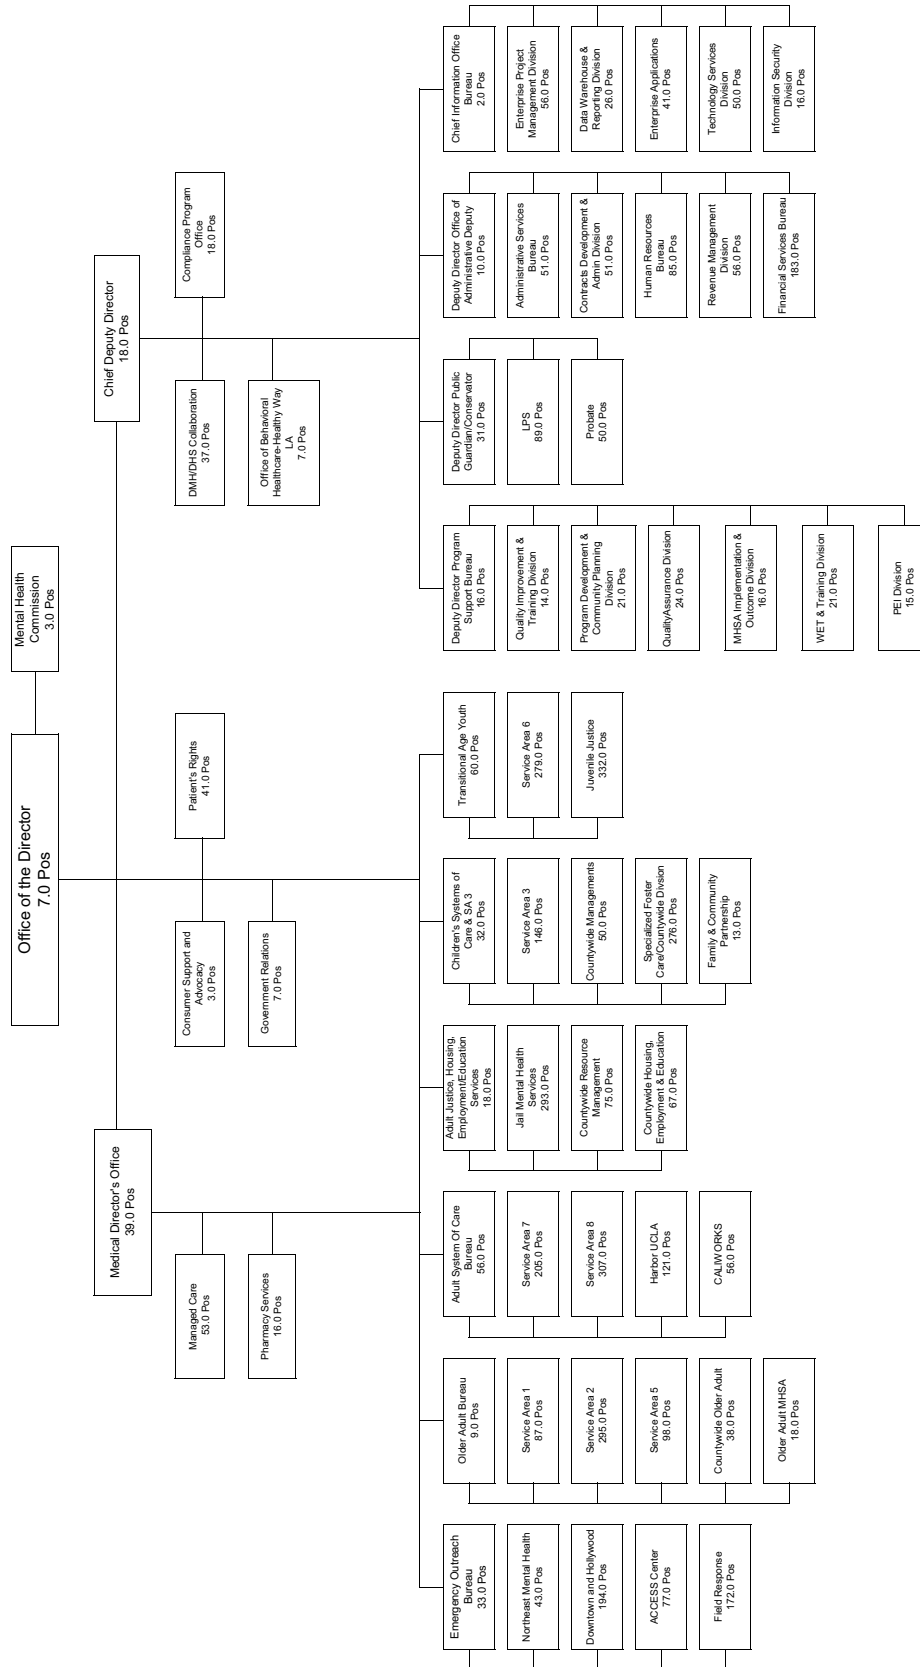 Office of the Director
7.0 Pos
Mental Health
Commission
3.0 Pos
Medical Director's Office
39.0 Pos
Chief Deputy Director
18.0 Pos
Managed Care
53.0 Pos
Pharmacy Services
16.0 Pos
Consumer Support and
Advocacy
3.0 Pos
Patient's Rights
41.0 Pos
Government Relations
7.0 Pos
DMH/DHS Collaboration
37.0 Pos
Compliance Program
Office
18.0 Pos
Office of Behavioral
Healthcare-Healthy Way
LA
7.0 Pos
Emergency Outreach
Bureau
33.0 Pos
Northeast Mental Health
43.0 Pos
Downtown and Hollywood
194.0 Pos
ACCESS Center
77.0 Pos
Field Response
172.0 Pos
Older Adult Bureau
9.0 Pos
Service Area 1
87.0 Pos
Service Area 2
295.0 Pos
Service Area 5
98.0 Pos
Countywide Older Adult
38.0 Pos
Older Adult MHSA
18.0 Pos
Adult System Of Care
Bureau
56.0 Pos
Service Area 7
205.0 Pos
Service Area 8
307.0 Pos
Harbor UCLA
121.0 Pos
CALIWORKS
56.0 Pos
Adult Justice, Housing,
Employment/Education
Services
18.0 Pos
Jail Mental Health
Services
293.0 Pos
Countywide Resource
Management
75.0 Pos
Countywide Housing,
Employment & Education
67.0 Pos
Children's Systems of
Care & SA 3
32.0 Pos
Service Area 3
146.0 Pos
Countywide Managements
50.0 Pos
Specialized Foster
Care/Countywide Divsion
276.0 Pos
Family & Community
Partnership
13.0 Pos
Transitional Age Youth
60.0 Pos
Service Area 6
279.0 Pos
Juvenile Justice
332.0 Pos
Deputy Director Program
Support Bureau
16.0 Pos
Quality Improvement &
Training Division
14.0 Pos
Program Development &
Community Planning
Division
21.0 Pos
QualityAssurance Division
24.0 Pos
MHSA Implementation &
Outcome Division
16.0 Pos
WET & Training Division
21.0 Pos
PEI Division
15.0 Pos
Deputy Director Public
Guardian/Conservator
31.0 Pos
LPS
89.0 Pos
Probate
50.0 Pos
Deputy Director Office of
Administrative Deputy
10.0 Pos
Administrative Services
Bureau
51.0 Pos
Contracts Development &
Admin Division
51.0 Pos
Human Resources
Bureau
85.0 Pos
Revenue Management
Division
56.0 Pos
Financial Services Bureau
183.0 Pos
Chief Information Office
Bureau
2.0 Pos
Enterprise Project
Management Division
56.0 Pos
Data Warehouse &
Reporting Division
26.0 Pos
Enterprise Applications
41.0 Pos
Technology Services
Division
50.0 Pos
Information Security
Division
16.0 Pos